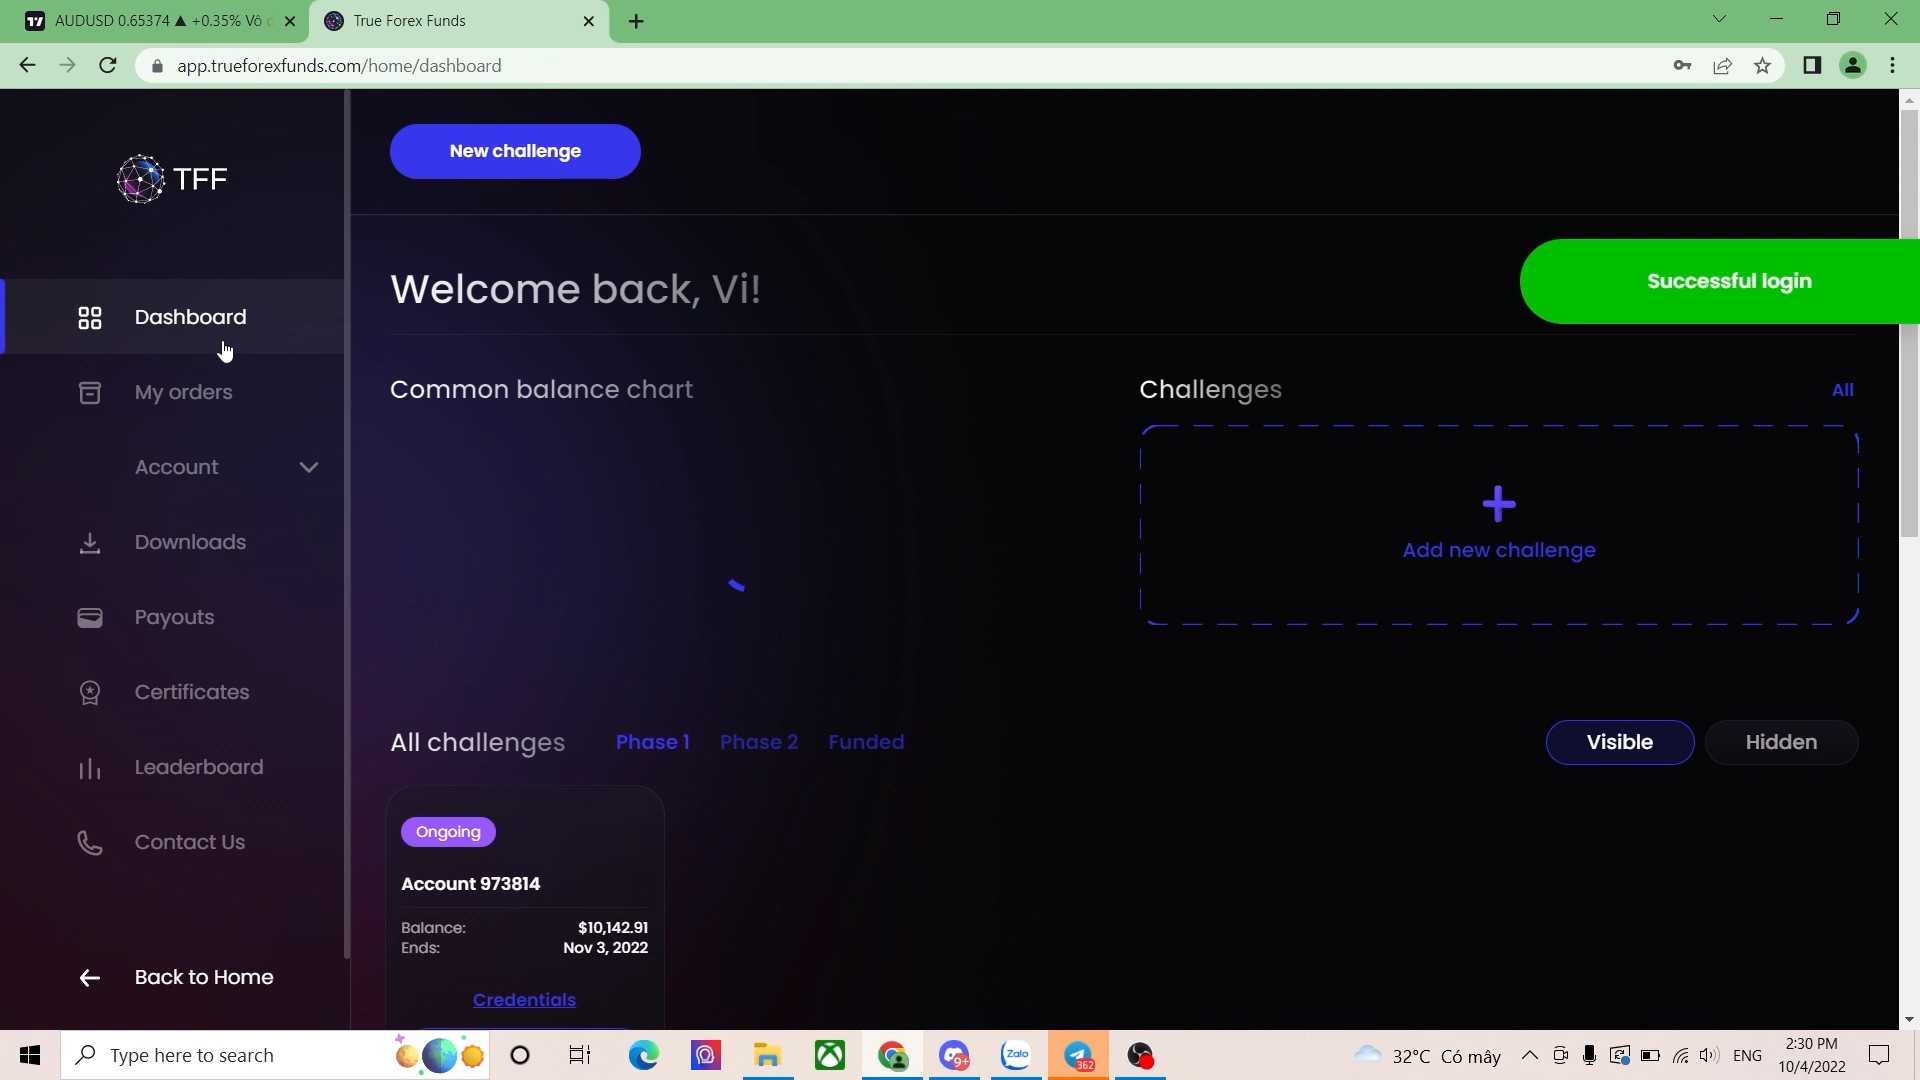 AUDUSD 0.65374 ▲ +0.35% Vô
True Forex Funds
app.trueforexfunds.com/home/dashboard
TFF
New challenge
Welcome back, Vi!
Successful login
Dashboard
My orders
Account
Downloads
Payouts
Certificates
Leaderboard
Contact Us
Back to Home
Common balance chart
Challenges
All
Add new challenge
All challenges
Phase 1
Phase 2
Funded
Visible
Hidden
Ongoing
Account 973814
Balance: $10,142.91
Ends: Nov 3, 2022
Credentials
Type here to search
9+
Zalo
362
32°C Có mây
ENG
2:30 PM
10/4/2022